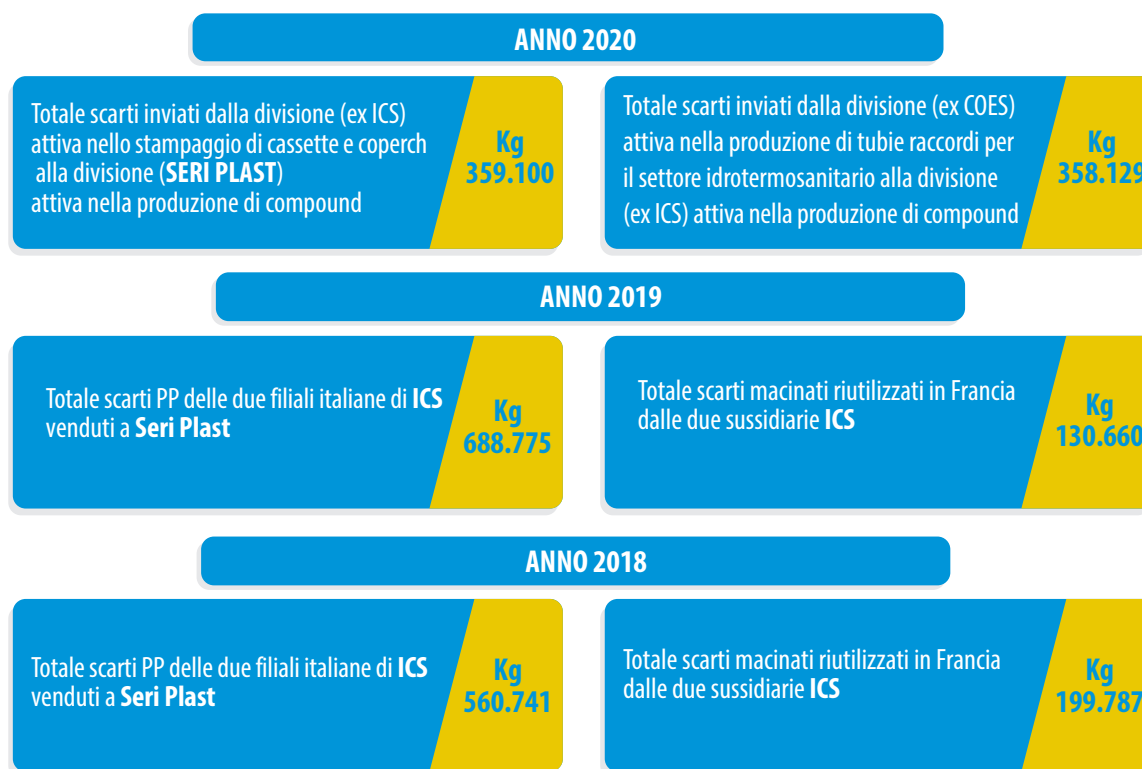 ANNO 2020
Totale scarti inviati dalla divisione (ex ICS)
attiva nello stampaggio di cassette e coperch
alla divisione (SERI PLAST)
attiva nella produzione di compound
Kg
359.100
Totale scarti inviati dalla divisione (ex COES)
attiva nella produzione di tubie raccordi per
il settore idrotermosanitario alla divisione
(ex ICS) attiva nella produzione di compound
Kg
358.129
ANNO 2019
Totale scarti PP delle due filiali italiane di ICS
venduti a Seri Plast
Kg
688.775
Totale scarti macinati riutilizzati in Francia
dalle due sussidiarie ICS
Kg
130.660
ANNO 2018
Totale scarti PP delle due filiali italiane di ICS
venduti a Seri Plast
Kg
560.741
Totale scarti macinati riutilizzati in Francia
dalle due sussidiarie ICS
Kg
199.787